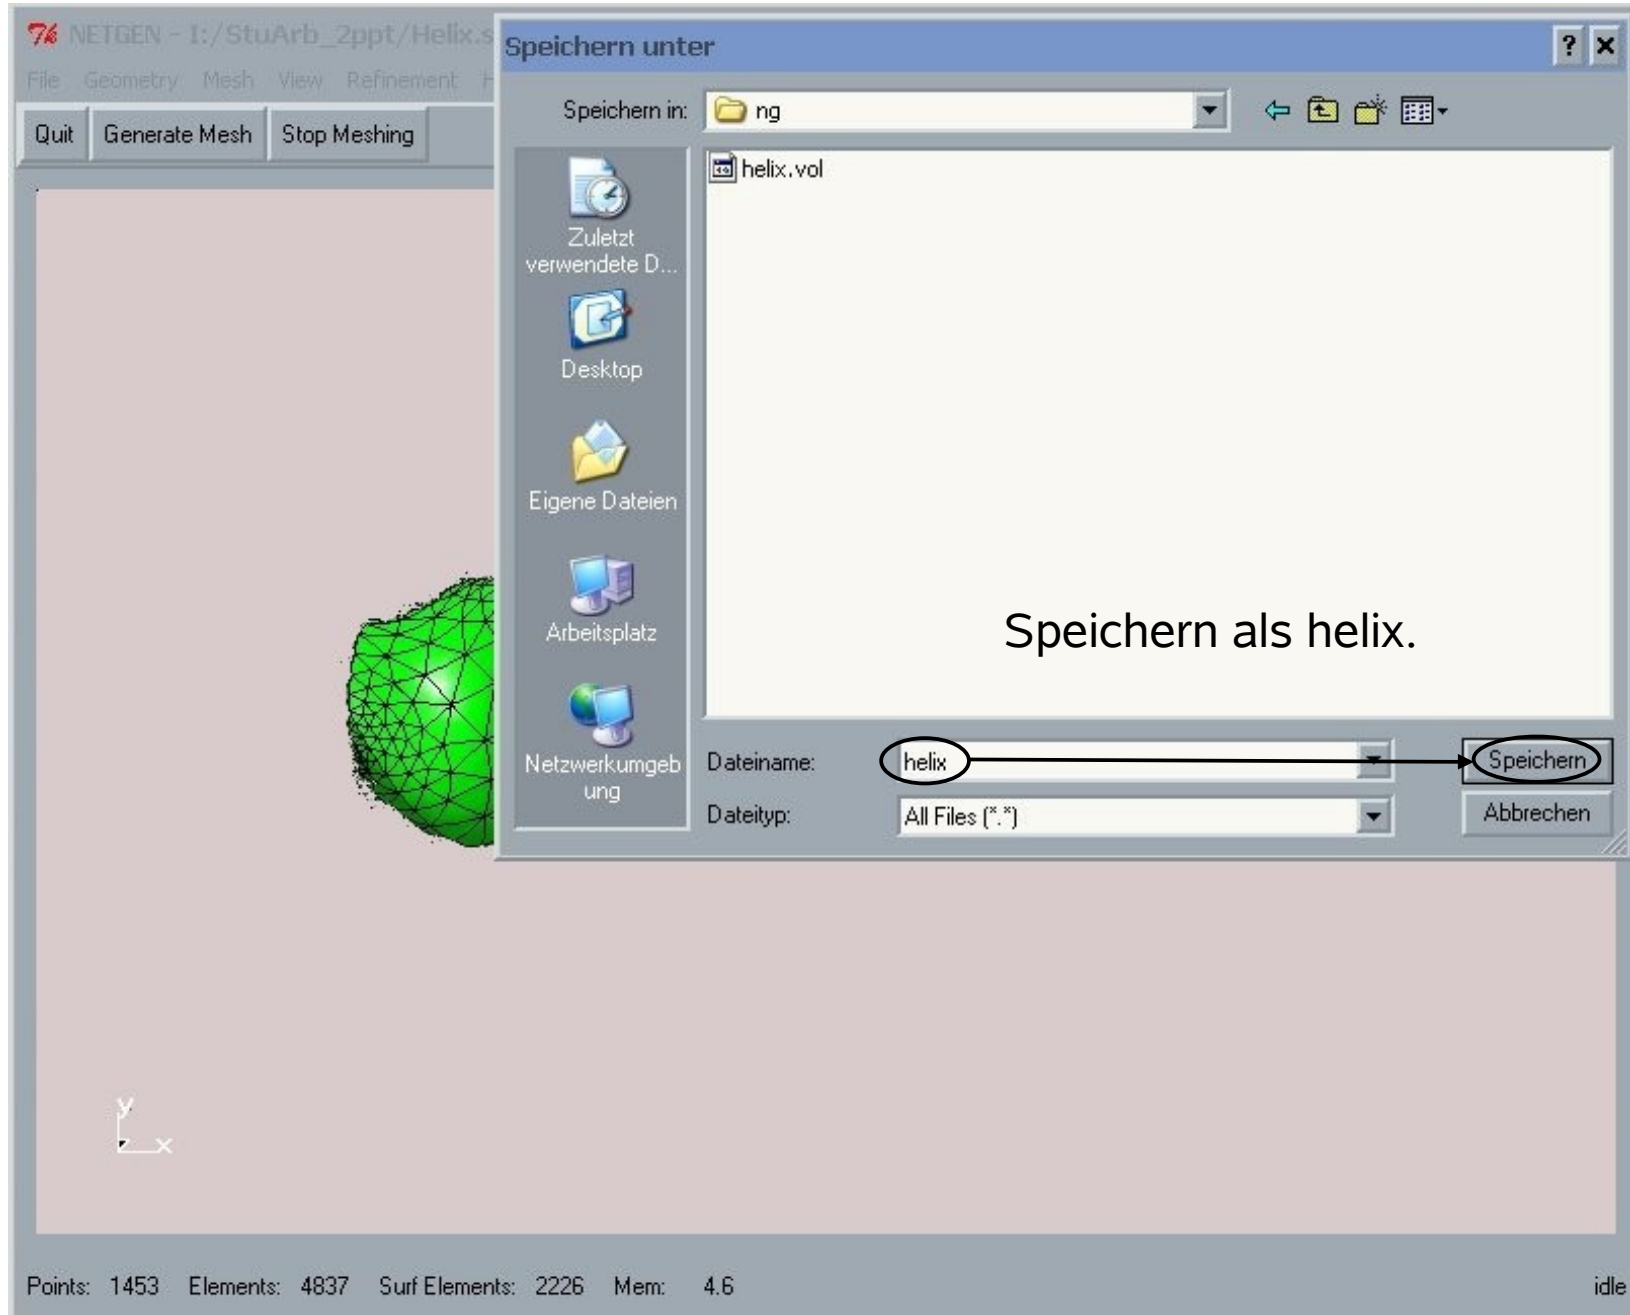 NETGEN - I:/StuArb_2ppt/Helix.s
File Geometry Mesh View Refinement H
Quit Generate Mesh Stop Meshing
Speichern unter
Speichern in: ng
helix.vol
Zuletzt
verwendete D...
Desktop
Eigene Dateien
Arbeitsplatz
Netzwerkumgeb
ung
Speichern als helix.
Dateiname: helix Speichern
Dateityp: All Files (*.*) Abbrechen
y
z x
Points: 1453 Elements: 4837 Surf Elements: 2226 Mem: 4.6 idle